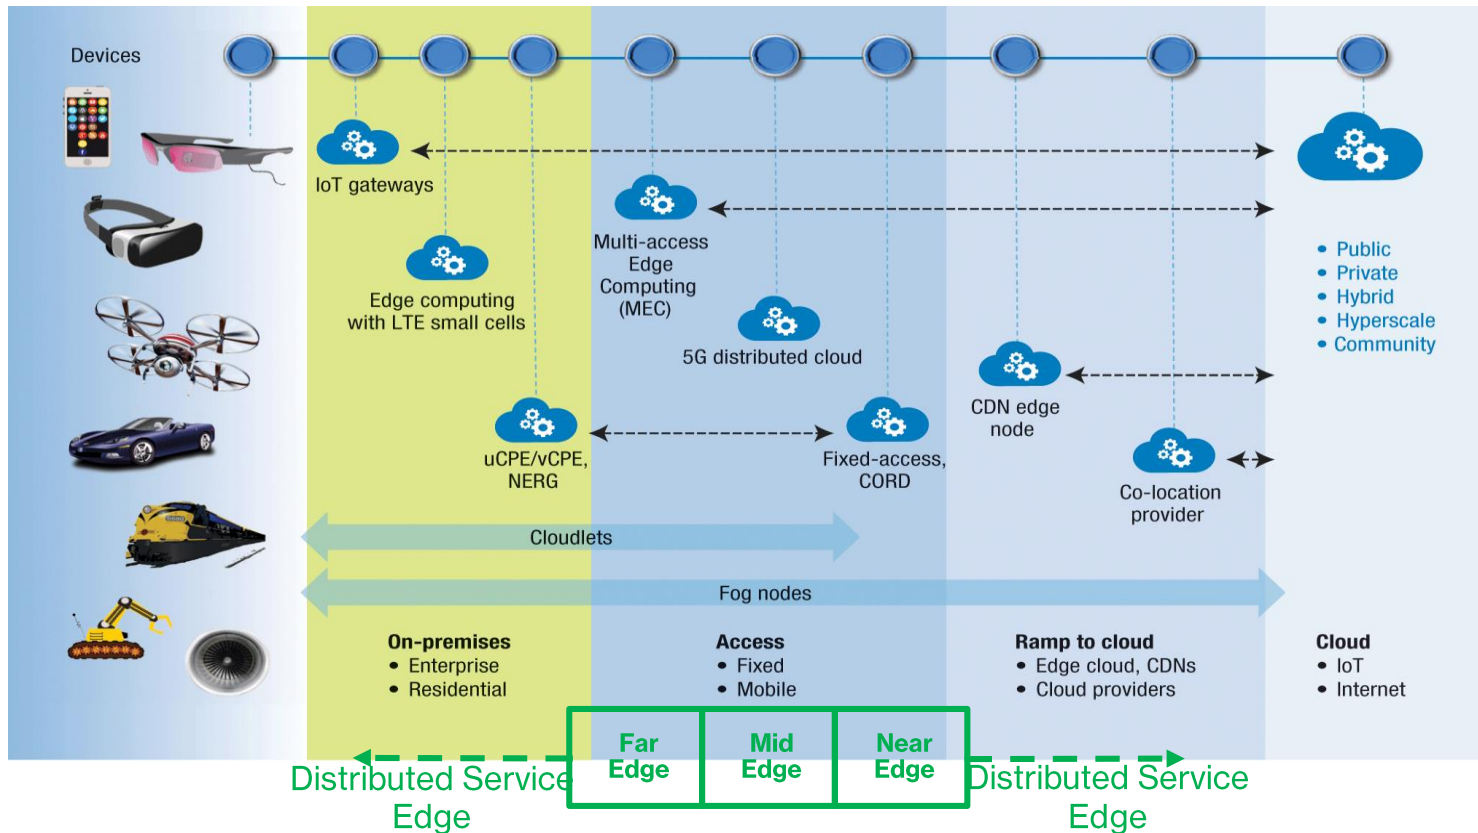 Devices
IoT gateways
Edge computing
with LTE small cells
uCPE/vCPE,
NERG
Multi-access
Edge
Computing
(MEC)
5G distributed cloud
Fixed-access,
CORD
CDN edge
node
Co-location
provider
• Public
• Private
• Hybrid
• Hyperscale
• Community
Cloudlets
Fog nodes
On-premises
• Enterprise
• Residential
Access
• Fixed
• Mobile
Ramp to cloud
• Edge cloud, CDNs
• Cloud providers
Cloud
• IoT
• Internet
Distributed Service
Edge
Far
Edge
Mid
Edge
Near
Edge
Distributed Service
Edge